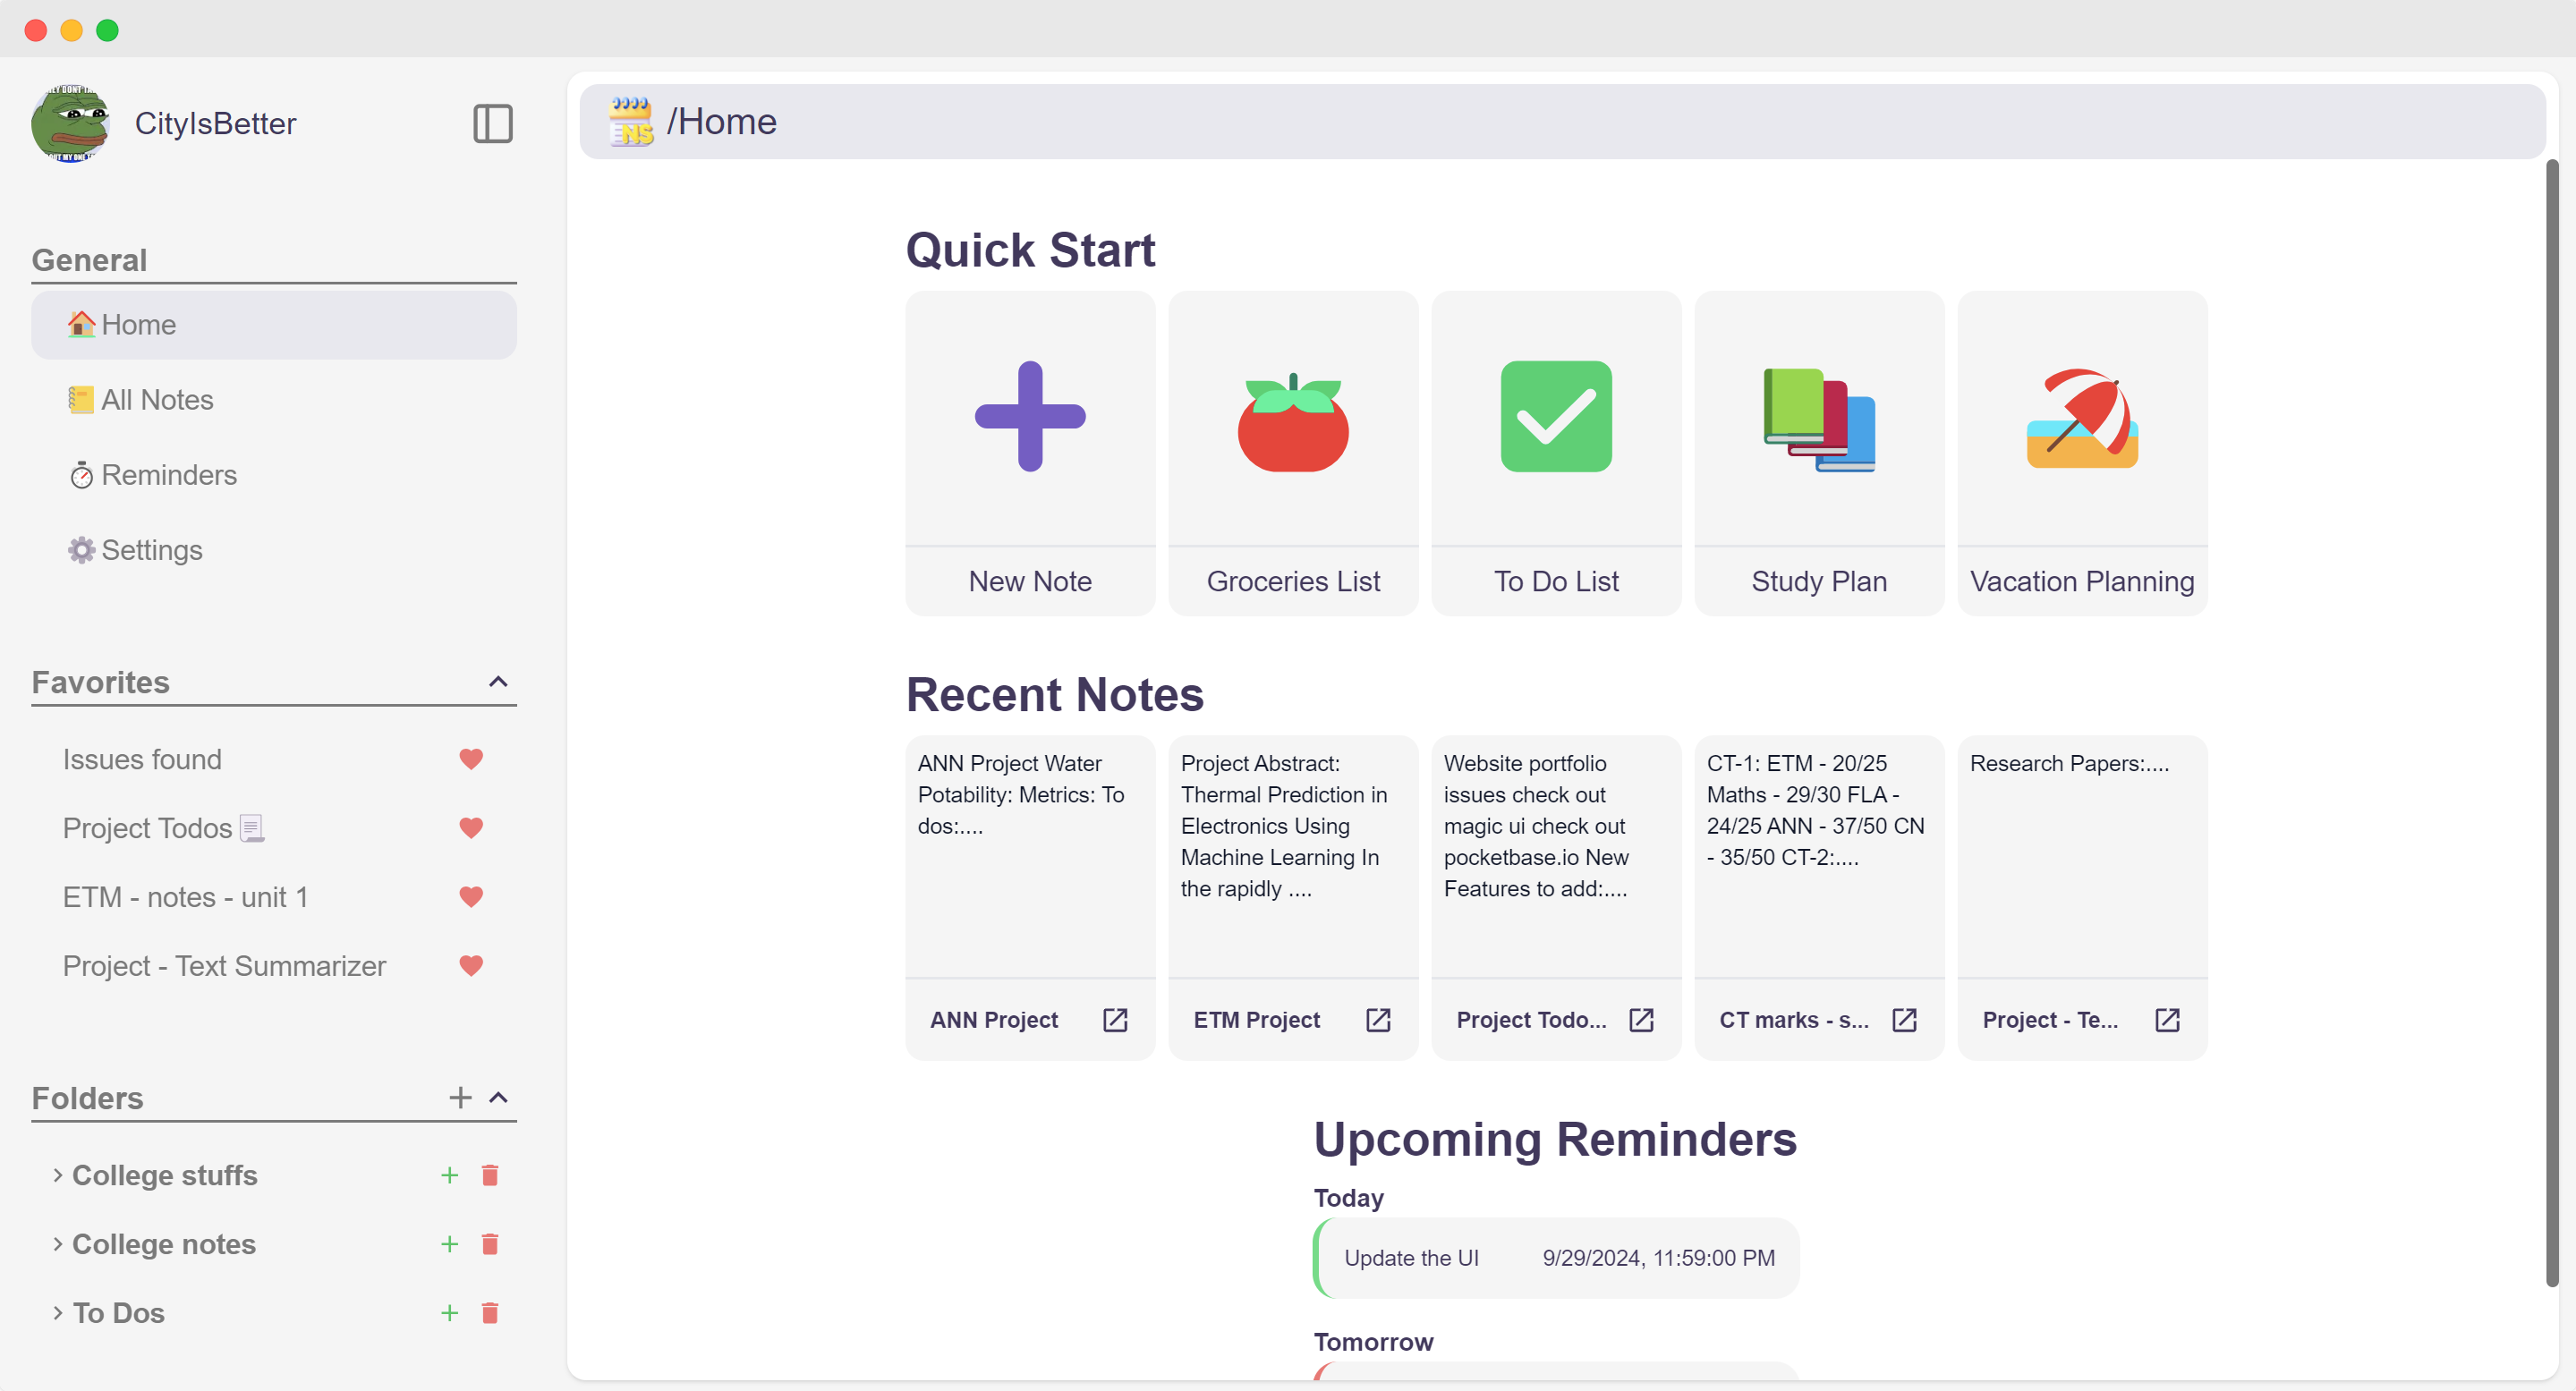 CityIsBetter
General
Home
All Notes
Reminders
Settings
Favorites
Issues found
Project Todos
ETM - notes - unit 1
Project - Text Summarizer
Folders
College stuffs
College notes
To Dos
NS /Home
Quick Start
New Note
Groceries List
To Do List
Study Plan
Vacation Planning
Recent Notes
ANN Project Water
Potability: Metrics: To
dos:....
ANN Project
Project Abstract:
Thermal Prediction in
Electronics Using
Machine Learning In
the rapidly ....
ETM Project
Website portfolio
issues check out
magic ui check out
pocketbase.io New
Features to add:....
Project Todo...
CT-1: ETM - 20/25
Maths - 29/30 FLA -
24/25 ANN - 37/50 CN
- 35/50 CT-2:....
CT marks - s...
Research Papers:....
Project - Te...
Upcoming Reminders
Today
Update the UI 9/29/2024, 11:59:00 PM
Tomorrow